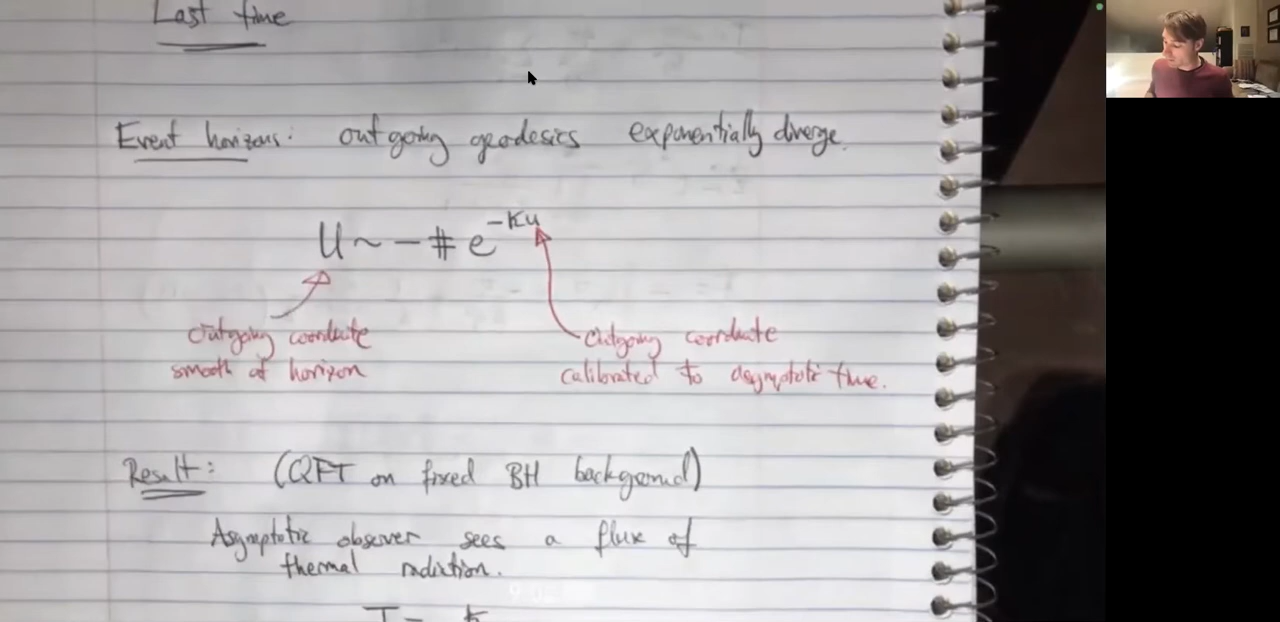 Last time
Event horizons: outgoing geodesics exponentially diverge.
U ~ - # e^{-κu}
Outgoing coordinate
smooth at horizon
Outgoing coordinate
calibrated to asymptotic time.
Result: (QFT on fixed BH background)
Asymptotic observer sees a flux of
thermal radiation.